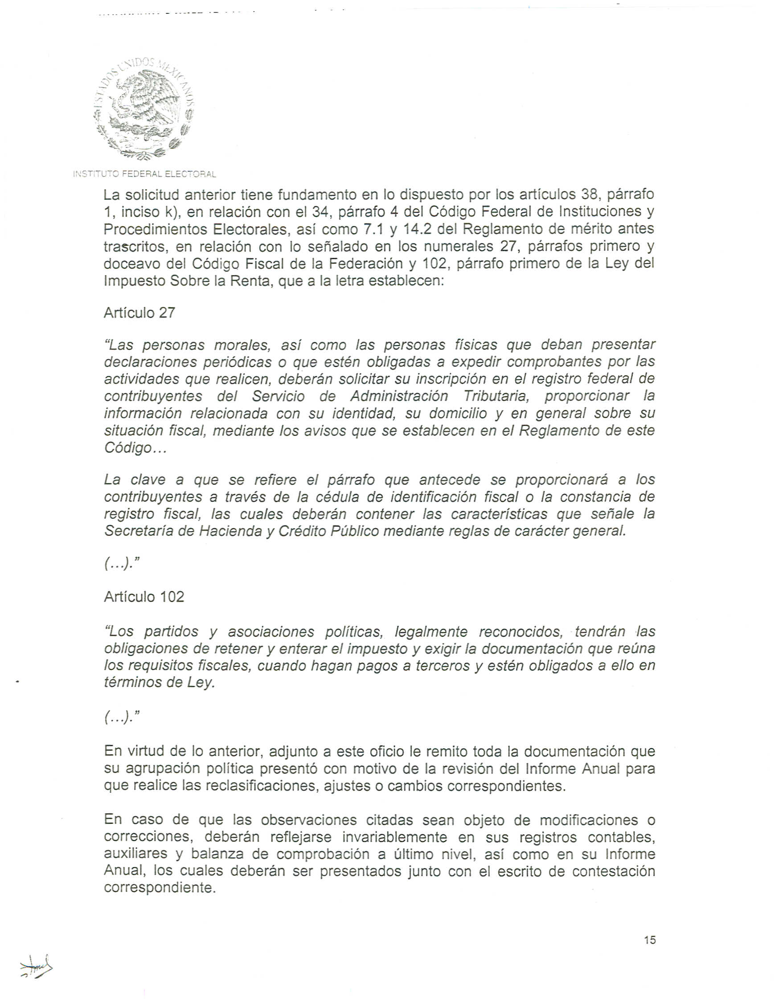 ESTADOS UNIDOS MEXICANOS
INSTITUTO FEDERAL ELECTORAL
La solicitud anterior tiene fundamento en lo dispuesto por los artículos 38, párrafo
1, inciso k), en relación con el 34, párrafo 4 del Código Federal de Instituciones y
Procedimientos Electorales, así como 7.1 y 14.2 del Reglamento de mérito antes
trascritos, en relación con lo señalado en los numerales 27, párrafos primero y
doceavo del Código Fiscal de la Federación y 102, párrafo primero de la Ley del
Impuesto Sobre la Renta, que a la letra establecen:
Artículo 27
“Las personas morales, así como las personas físicas que deban presentar
declaraciones periódicas o que estén obligadas a expedir comprobantes por las
actividades que realicen, deberán solicitar su inscripción en el registro federal de
contribuyentes del Servicio de Administración Tributaria, proporcionar la
información relacionada con su identidad, su domicilio y en general sobre su
situación fiscal, mediante los avisos que se establecen en el Reglamento de este
Código...
La clave a que se refiere el párrafo que antecede se proporcionará a los
contribuyentes a través de la cédula de identificación fiscal o la constancia de
registro fiscal, las cuales deberán contener las características que señale la
Secretaría de Hacienda y Crédito Público mediante reglas de carácter general.
(...).”
Artículo 102
“Los partidos y asociaciones políticas, legalmente reconocidos, tendrán las
obligaciones de retener y enterar el impuesto y exigir la documentación que reúna
los requisitos fiscales, cuando hagan pagos a terceros y estén obligados a ello en
términos de Ley.
(...).”
En virtud de lo anterior, adjunto a este oficio le remito toda la documentación que
su agrupación política presentó con motivo de la revisión del Informe Anual para
que realice las reclasificaciones, ajustes o cambios correspondientes.
En caso de que las observaciones citadas sean objeto de modificaciones o
correcciones, deberán reflejarse invariablemente en sus registros contables,
auxiliares y balanza de comprobación a último nivel, así como en su Informe
Anual, los cuales deberán ser presentados junto con el escrito de contestación
correspondiente.
15